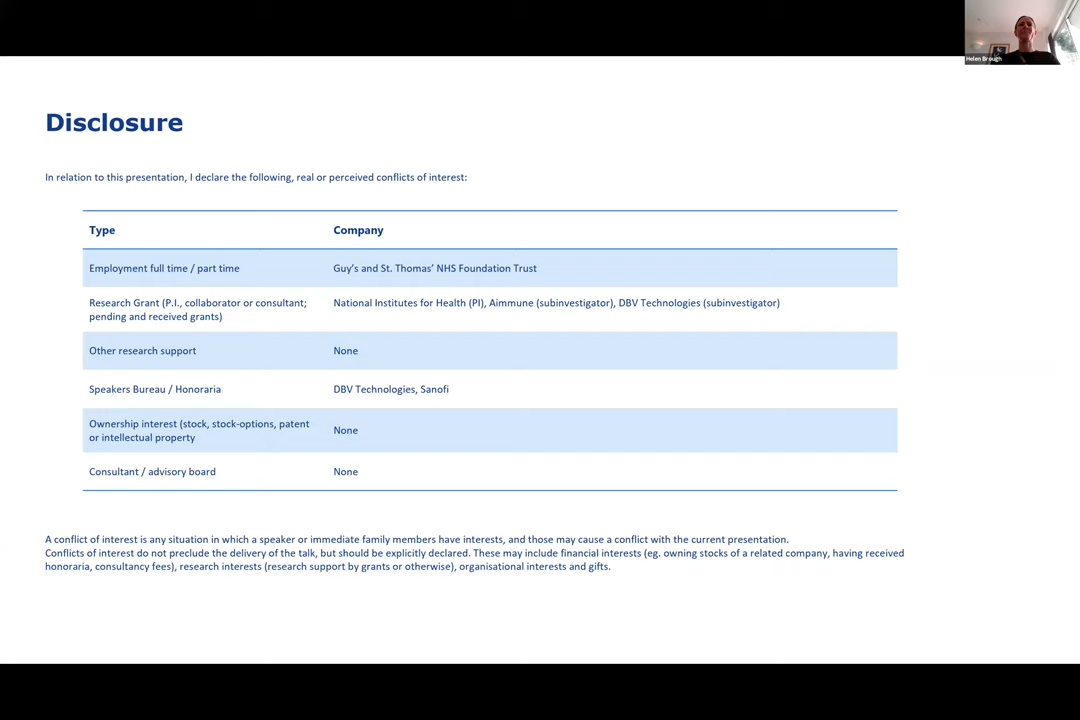 Helen Brough
Disclosure
In relation to this presentation, I declare the following, real or perceived conflicts of interest:
Type
Company
Employment full time / part time
Guy's and St. Thomas' NHS Foundation Trust
Research Grant (P.I., collaborator or consultant;
pending and received grants)
National Institutes for Health (PI), Aimmune (subinvestigator), DBV Technologies (subinvestigator)
Other research support
None
Speakers Bureau / Honoraria
DBV Technologies, Sanofi
Ownership interest (stock, stock-options, patent
or intellectual property
None
Consultant / advisory board
None
A conflict of interest is any situation in which a speaker or immediate family members have interests, and those may cause a conflict with the current presentation.
Conflicts of interest do not preclude the delivery of the talk, but should be explicitly declared. These may include financial interests (eg. owning stocks of a related company, having received
honoraria, consultancy fees), research interests (research support by grants or otherwise), organisational interests and gifts.